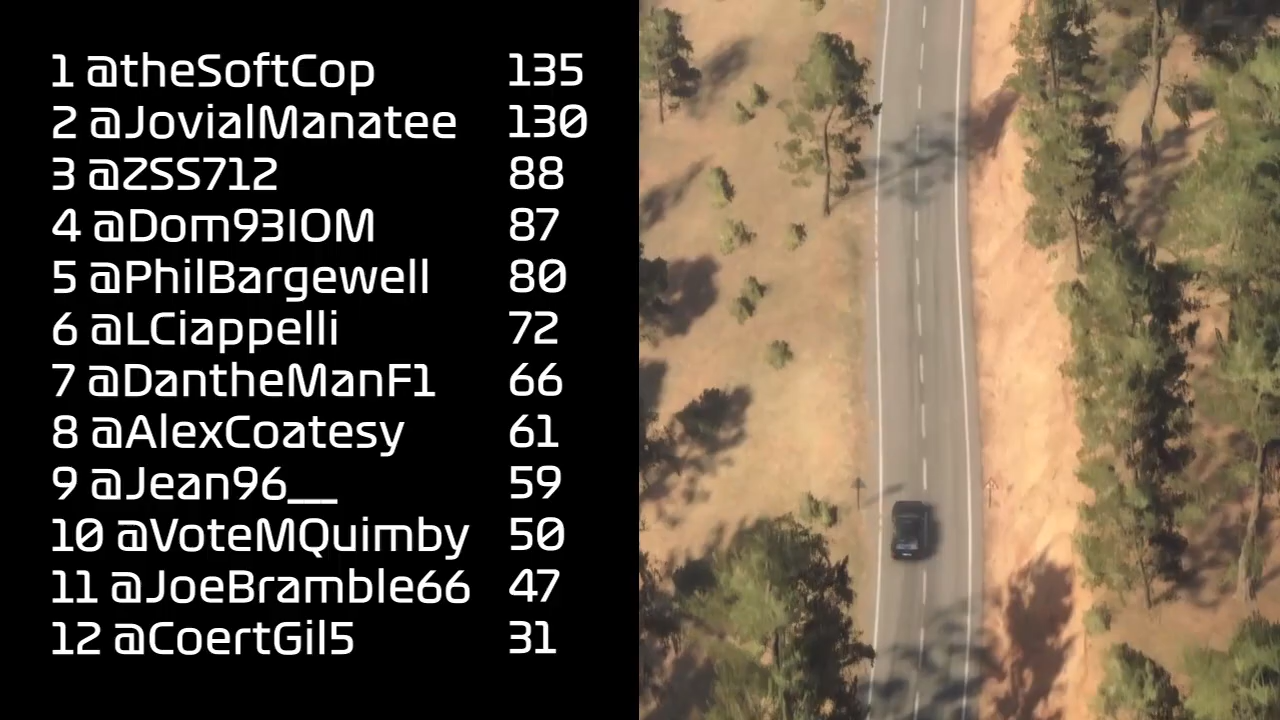 1 @theSoftCop 135
2 @JovialManatee 130
3 @ZSS712 88
4 @Dom93IOM 87
5 @PhilBargewell 80
6 @LCiappelli 72
7 @DantheManF1 66
8 @AlexCoatesy 61
9 @Jean96__ 59
10 @VoteMQuimby 50
11 @JoeBramble66 47
12 @CoertGil5 31